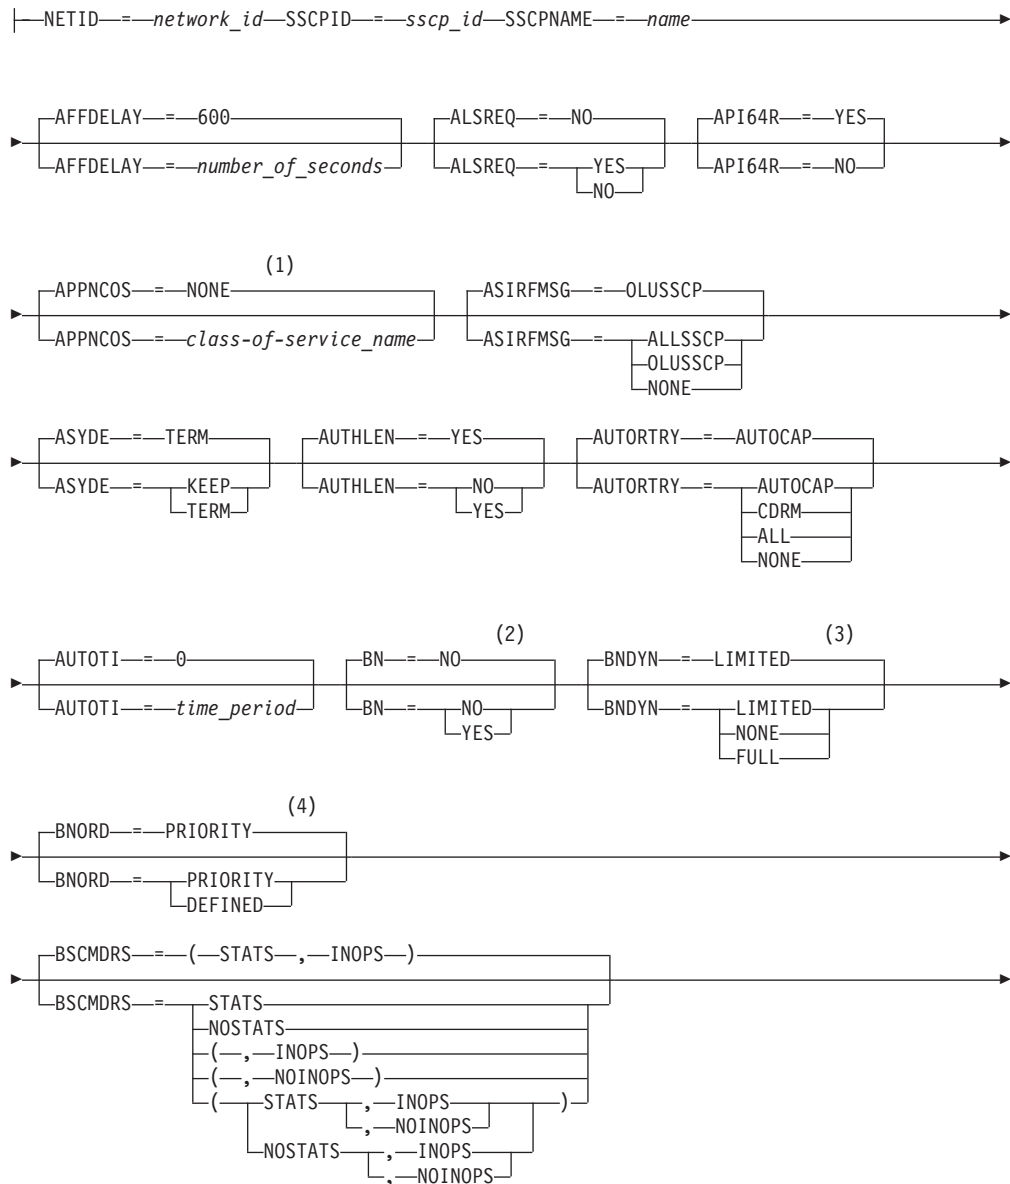 NETID = network_id SSCPID = sscp_id SSCPNAME = name
AFFDELAY = 600 ALSREQ = NO API64R = YES
AFFDELAY = number_of_seconds ALSREQ = YES API64R = NO
NO
(1)
APPNCOS = NONE ASIRFMSG = OLUSSCP
APPNCOS = class-of-service_name ASIRFMSG = ALLSSCP
OLUSSCP
NONE
ASYDE = TERM AUTHLEN = YES AUTORTRY = AUTOCAP
ASYDE = KEEP AUTHLEN = NO AUTORTRY = AUTOCAP
TERM YES CDRM
ALL
NONE
(2) (3)
AUTOTI = 0 BN = NO BNDYN = LIMITED
AUTOTI = time_period BN = NO BNDYN = LIMITED
YES NONE
FULL
(4)
BNORD = PRIORITY
BNORD = PRIORITY
DEFINED
BSCMDRS = ( STATS , INOPS )
BSCMDRS = STATS
NOSTATS
( , INOPS )
( , NOINOPS )
( STATS , INOPS )
, NOINOPS
NOSTATS , INOPS
, NOINOPS